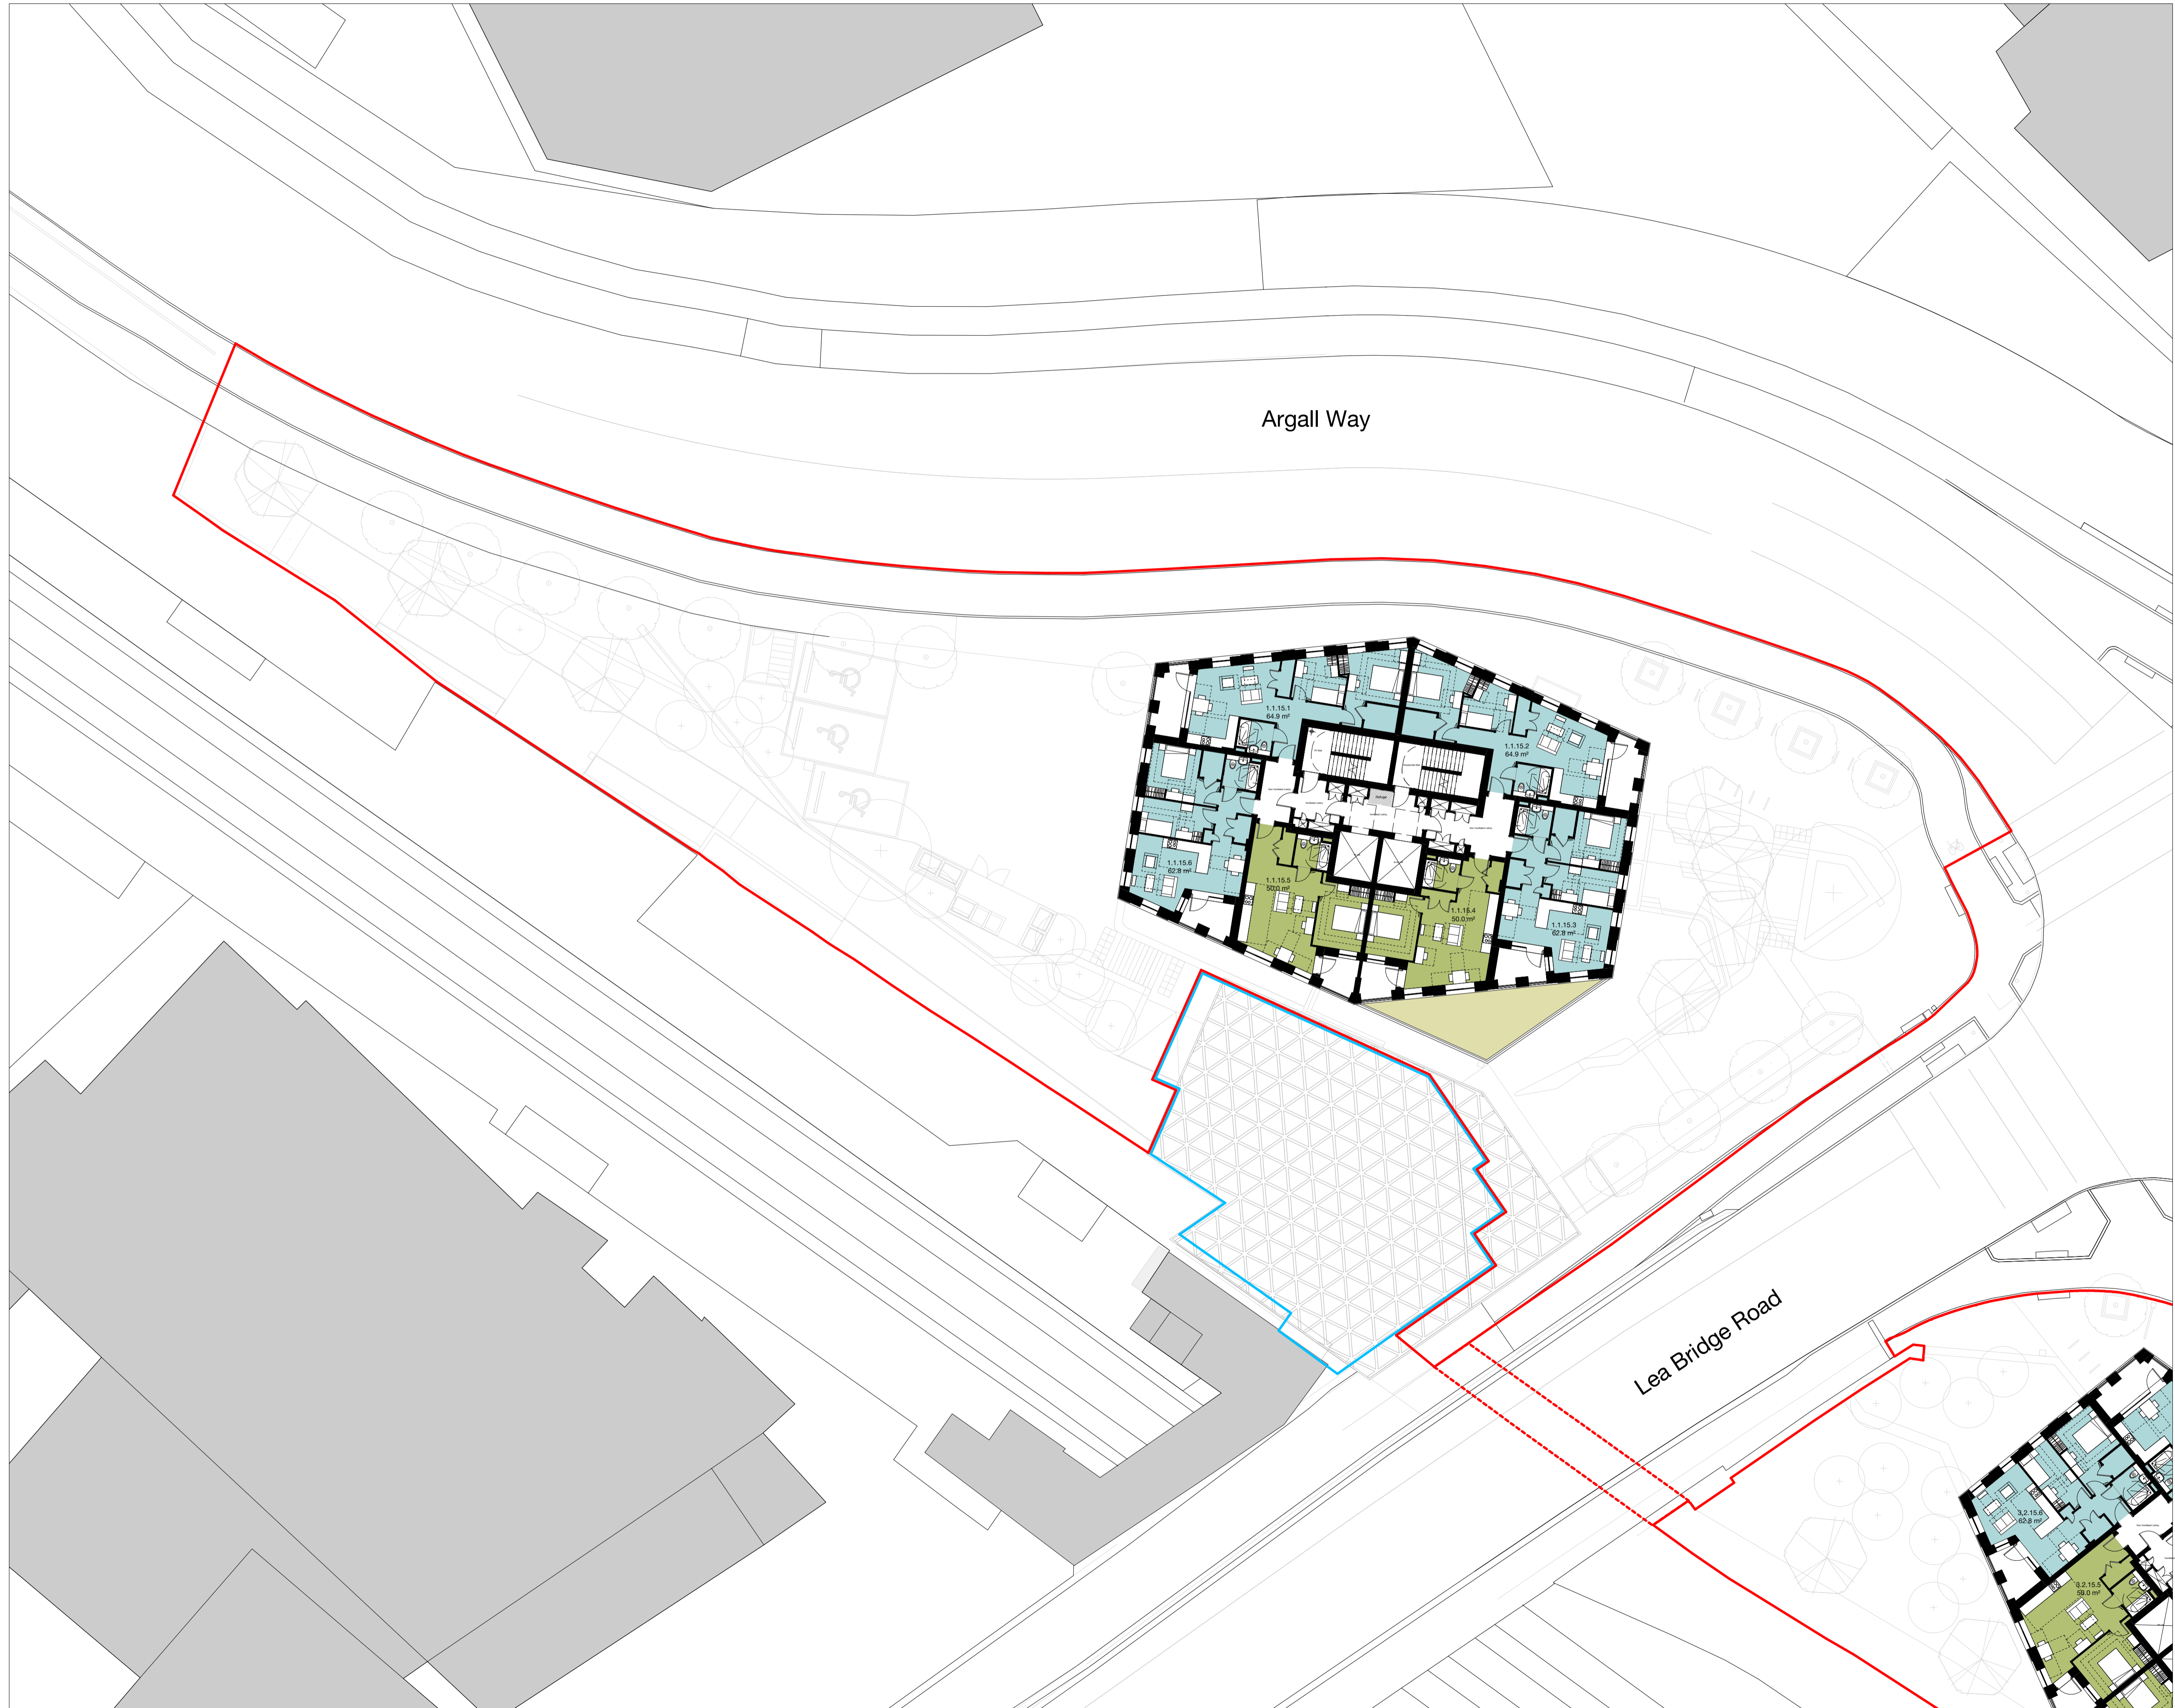 Argall Way
1.1.15.1
64.9 m²
1.1.15.2
64.9 m²
1.1.15.6
62.8 m²
1.1.15.5
50.0 m²
1.1.15.4
50.0 m²
1.1.15.3
62.8 m²
Lea Bridge Road
3.2.15.6
62.8 m²
3.2.15.5
50.0 m²